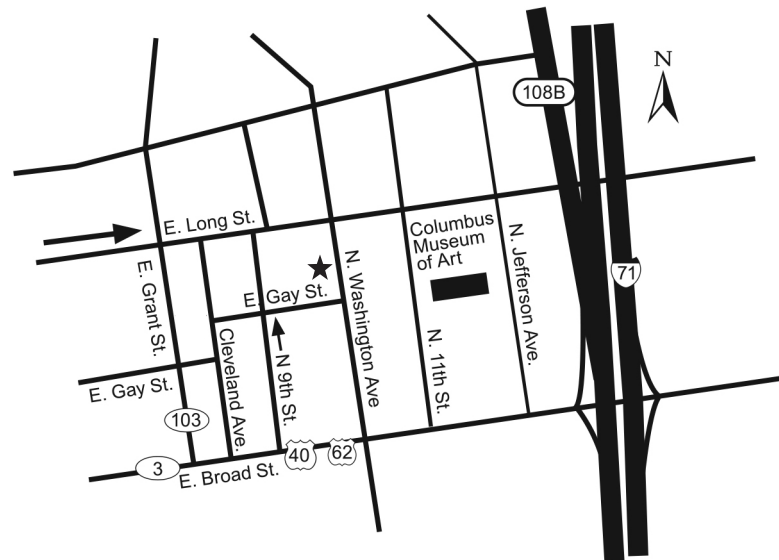 N
108B
E. Long St.
Columbus
Museum
of Art
N. Jefferson Ave.
71
E. Grant St.
N. Washington Ave
E. Gay St.
N. 11th St.
Cleveland Ave.
N 9th St.
E. Gay St.
103
40
62
3
E. Broad St.